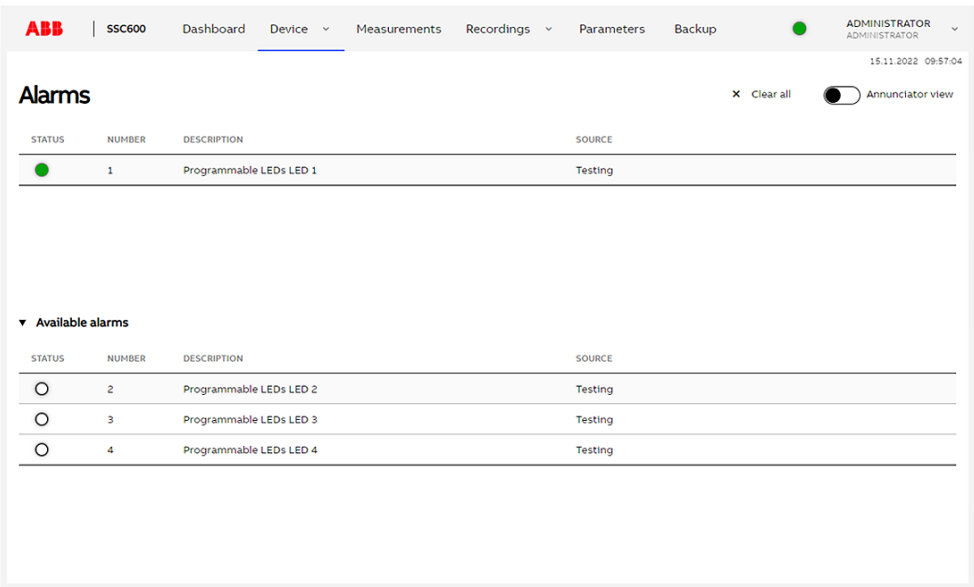 ABB SSC600 Dashboard Device Measurements Recordings Parameters Backup ADMINISTRATOR
ADMINISTRATOR
15.11.2022 09:57:04
Alarms × Clear all Annunciator view
STATUS NUMBER DESCRIPTION SOURCE
1 Programmable LEDs LED 1 Testing
Available alarms
STATUS NUMBER DESCRIPTION SOURCE
2 Programmable LEDs LED 2 Testing
3 Programmable LEDs LED 3 Testing
4 Programmable LEDs LED 4 Testing